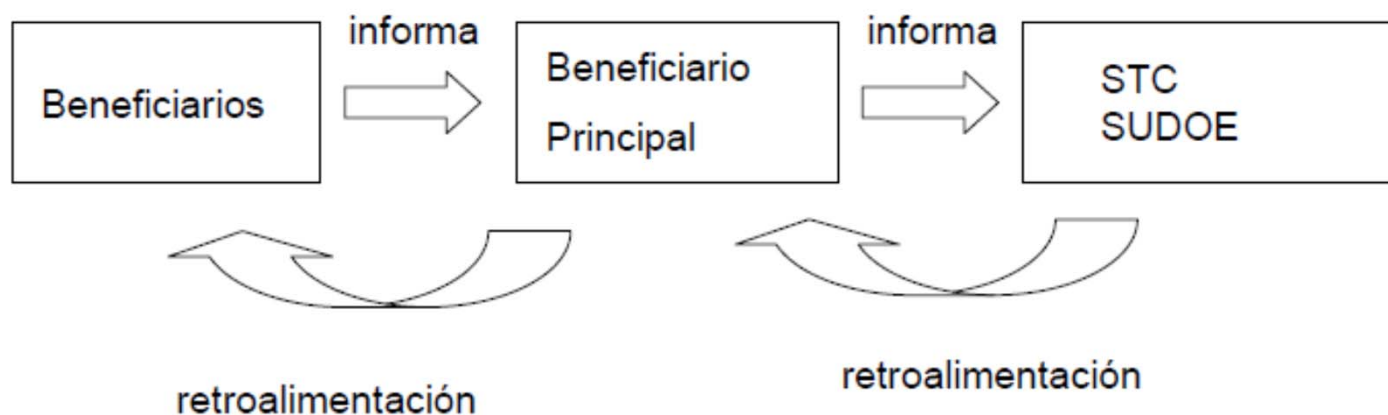 informa
informa
Beneficiarios
Beneficiario
Principal
STC
SUDOE
retroalimentación
retroalimentación